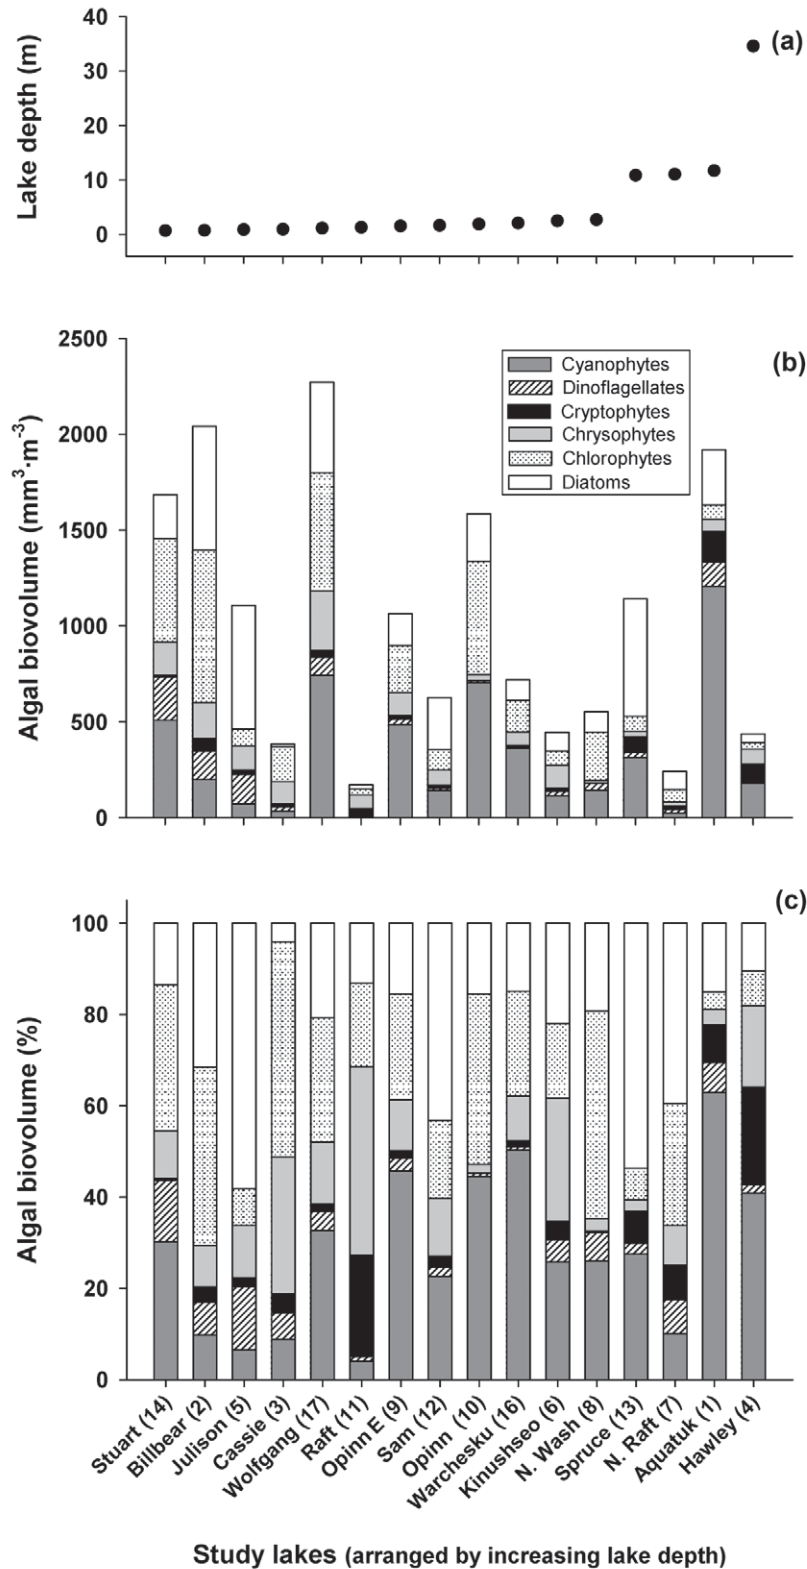 (a)
Lake depth (m)
40
30
20
10
0
(b)
Algal biovolume (mm³·m⁻³)
2500
2000
1500
1000
500
0
Cyanophytes
Dinoflagellates
Cryptophytes
Chrysophytes
Chlorophytes
Diatoms
(c)
Algal biovolume (%)
100
80
60
40
20
0
Stuart (14)
Billbear (2)
Julison (5)
Cassie (3)
Wolfgang (17)
Raft (11)
Opinn E (9)
Sam (12)
Opinn (10)
Warchesku (16)
Kinushseo (6)
N. Wash (8)
Spruce (13)
N. Raft (7)
Aquatuk (1)
Hawley (4)
Study lakes (arranged by increasing lake depth)